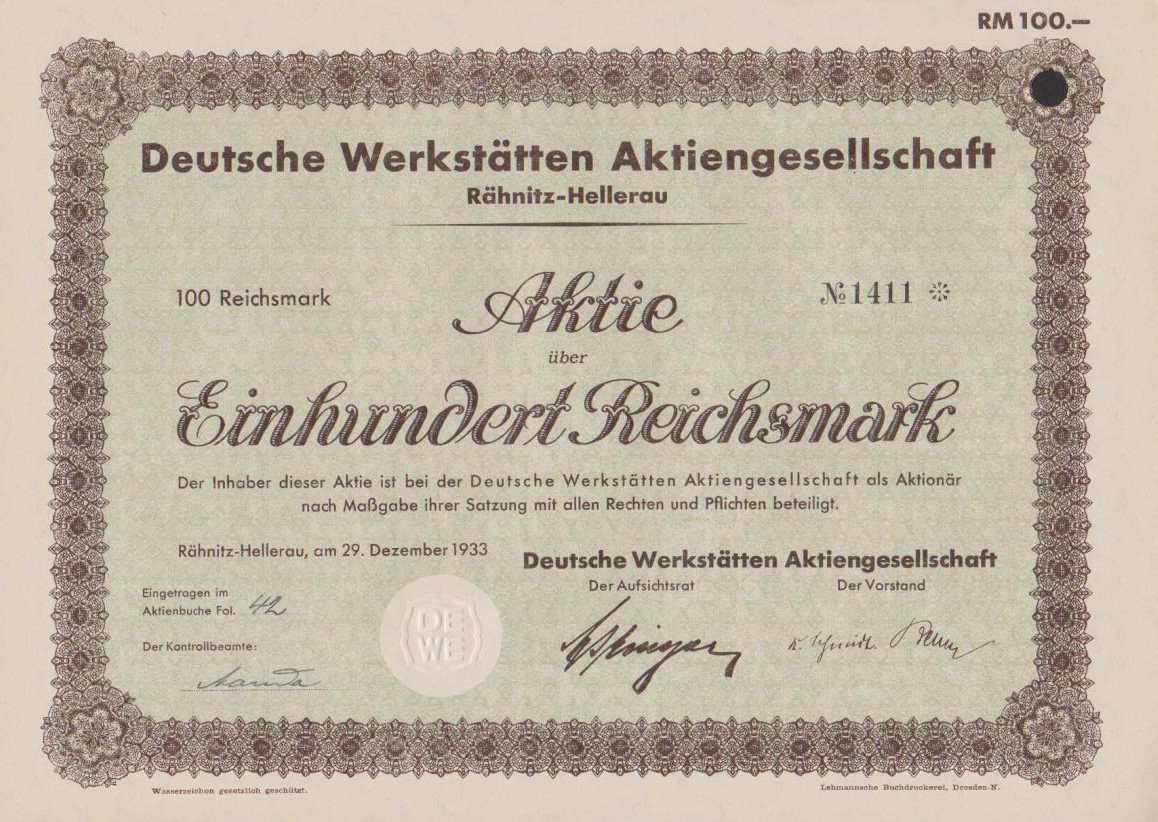 RM 100.—
Deutsche Werkstätten Aktiengesellschaft
Rähnitz-Hellerau
100 Reichsmark
Aktie
№ 1411 ❊
über
Einhundert Reichsmark
Der Inhaber dieser Aktie ist bei der Deutsche Werkstätten Aktiengesellschaft als Aktionär
nach Maßgabe ihrer Satzung mit allen Rechten und Pflichten beteiligt.
Rähnitz-Hellerau, am 29. Dezember 1933
Deutsche Werkstätten Aktiengesellschaft
Der Aufsichtsrat
Der Vorstand
Eingetragen im
Aktienbuche Fol. 42
DE
WE
Der Kontrollbeamte:
K. Schmidt.
Wasserzeichen gesetzlich geschützt.
Lehmannsche Buchdruckerei, Dresden-N.